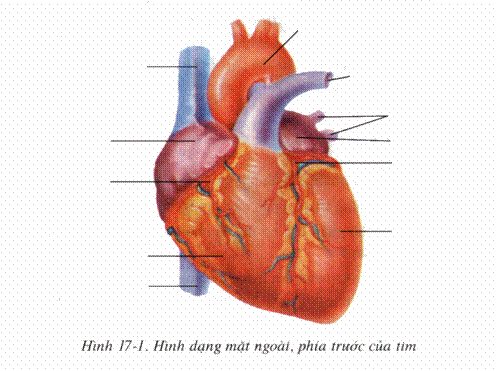 Hình 17-1. Hình dạng mặt ngoài, phía trước của tim